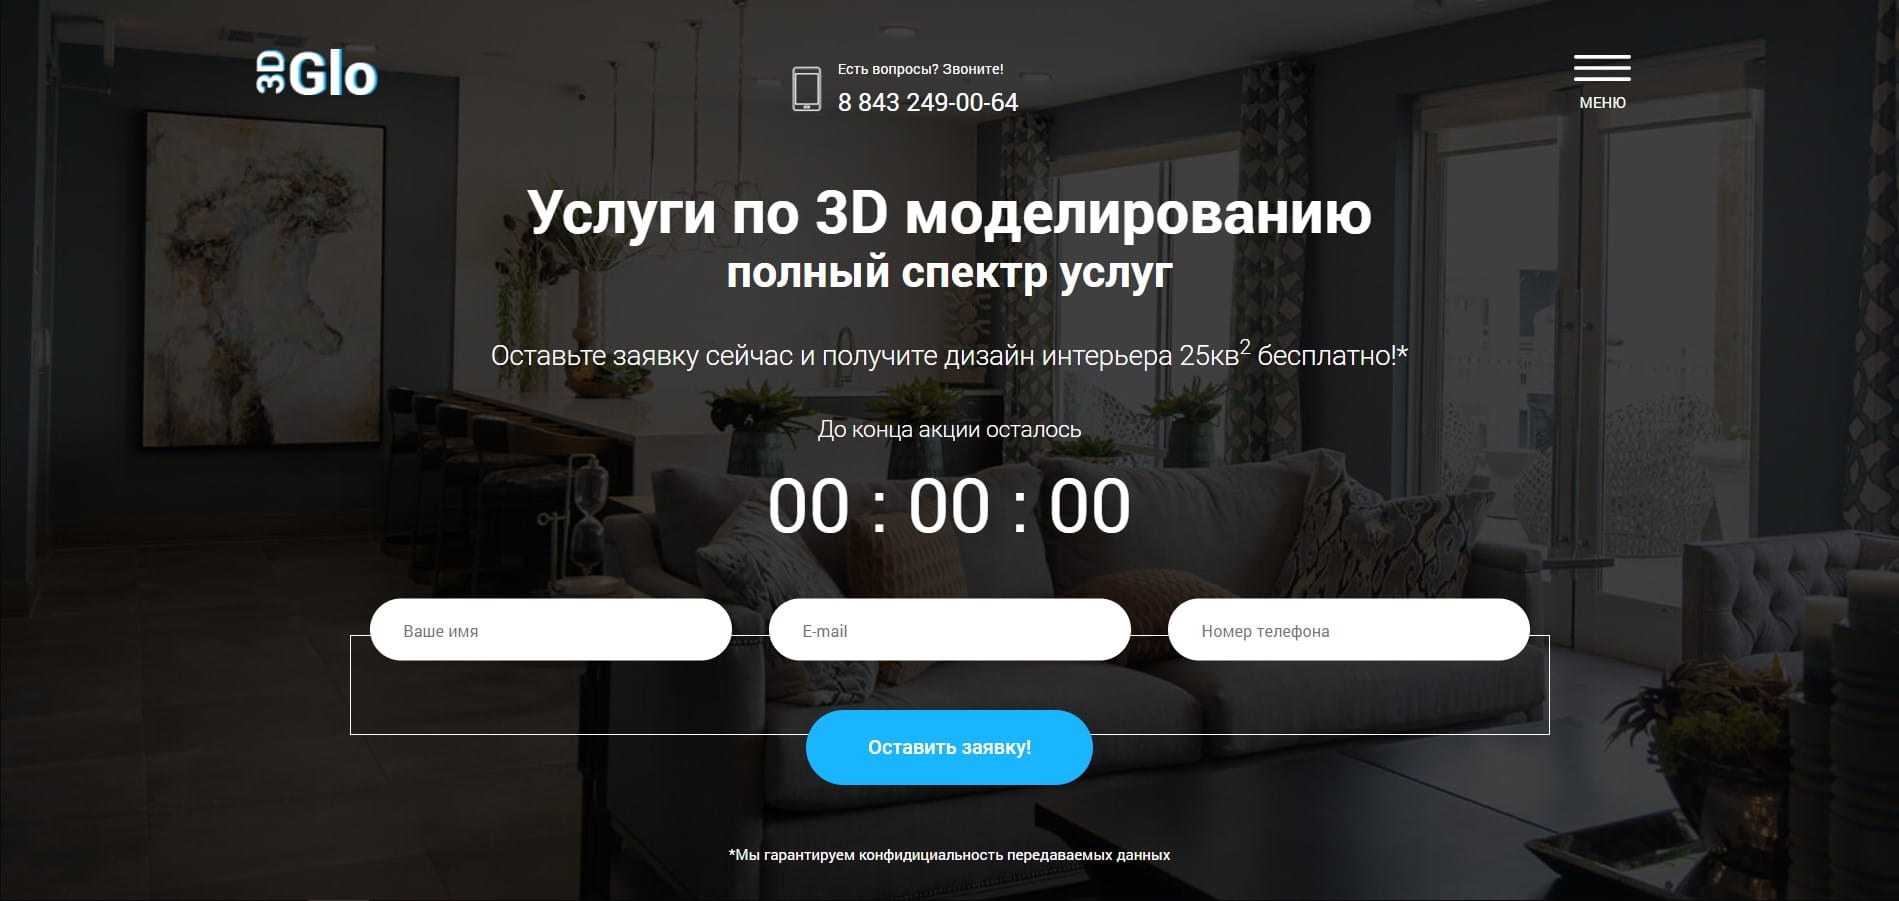 3D Glo
Есть вопросы? Звоните!
8 843 249-00-64
МЕНЮ
Услуги по 3D моделированию
полный спектр услуг
Оставьте заявку сейчас и получите дизайн интерьера 25кв² бесплатно!*
До конца акции осталось
00 : 00 : 00
Ваше имя
E-mail
Номер телефона
Оставить заявку!
*Мы гарантируем конфидициальность передаваемых данных